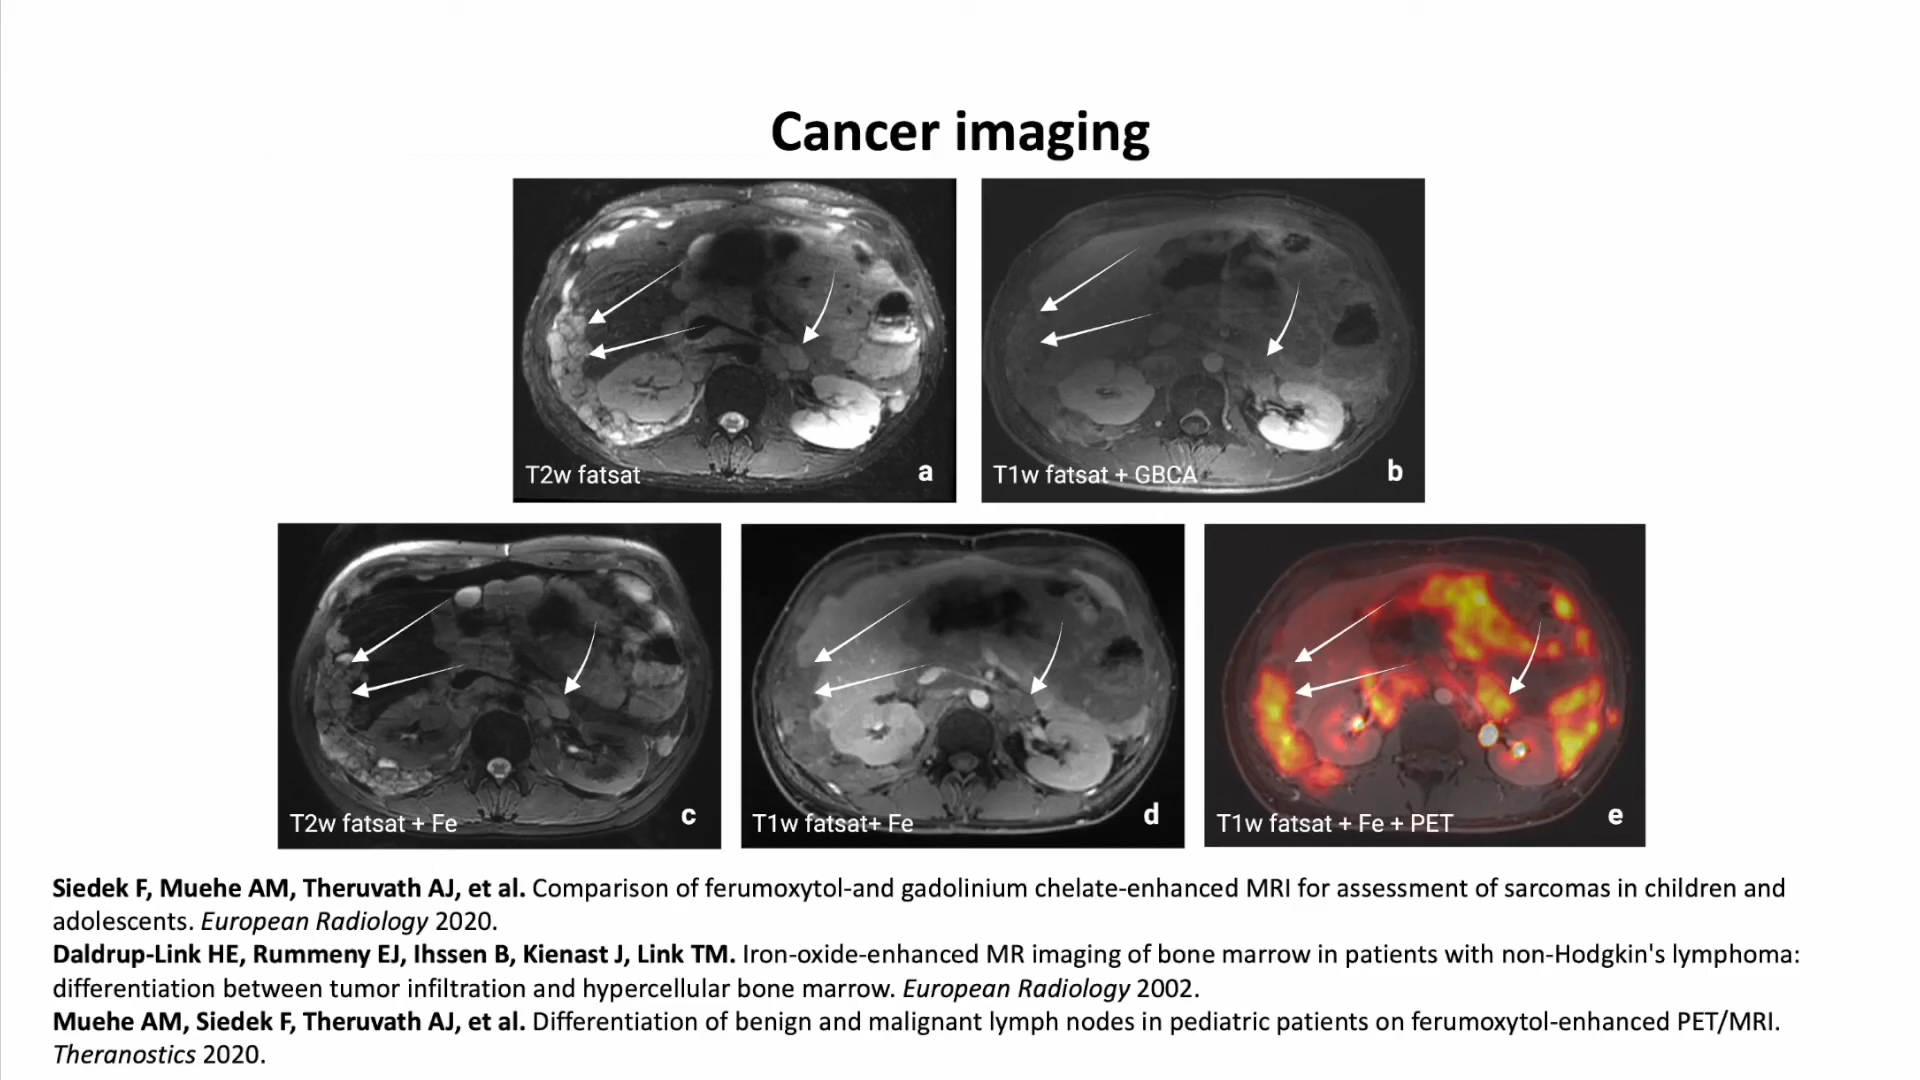 Cancer imaging
T2w fatsat
a
T1w fatsat + GBCA
b
T2w fatsat + Fe
c
T1w fatsat+ Fe
d
T1w fatsat + Fe + PET
e
Siedek F, Muehe AM, Theruvath AJ, et al. Comparison of ferumoxytol-and gadolinium chelate-enhanced MRI for assessment of sarcomas in children and
adolescents. European Radiology 2020.
Daldrup-Link HE, Rummeny EJ, Ihssen B, Kienast J, Link TM. Iron-oxide-enhanced MR imaging of bone marrow in patients with non-Hodgkin's lymphoma:
differentiation between tumor infiltration and hypercellular bone marrow. European Radiology 2002.
Muehe AM, Siedek F, Theruvath AJ, et al. Differentiation of benign and malignant lymph nodes in pediatric patients on ferumoxytol-enhanced PET/MRI.
Theranostics 2020.